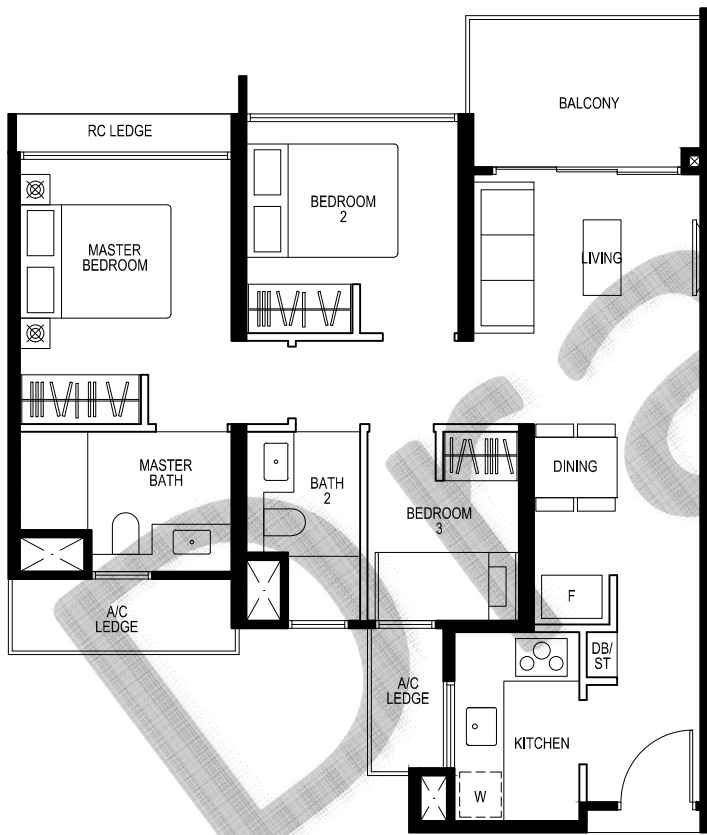 BALCONY
RC LEDGE
BEDROOM
2
MASTER
BEDROOM
LIVING
MASTER
BATH
BATH
2
DINING
BEDROOM
3
A/C
LEDGE
F
DB/
ST
A/C
LEDGE
KITCHEN
W
Dra